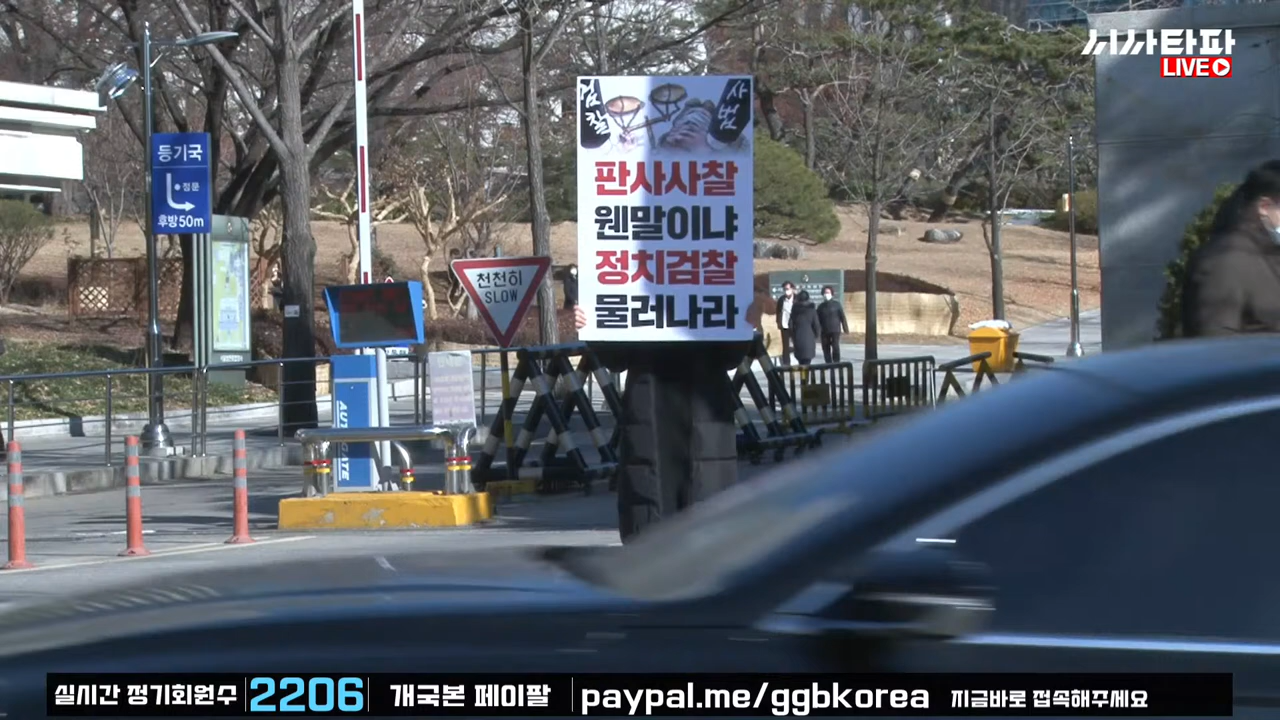 시사타파
LIVE
등기국
정문
후방50m
천천히
SLOW
검찰
사법
판사사찰
웬말이냐
정치검찰
물러나라
AUTOGATE
실시간 정기회원수 2206 개국본 페이팔 paypal.me/ggbkorea 지금바로 접속해주세요